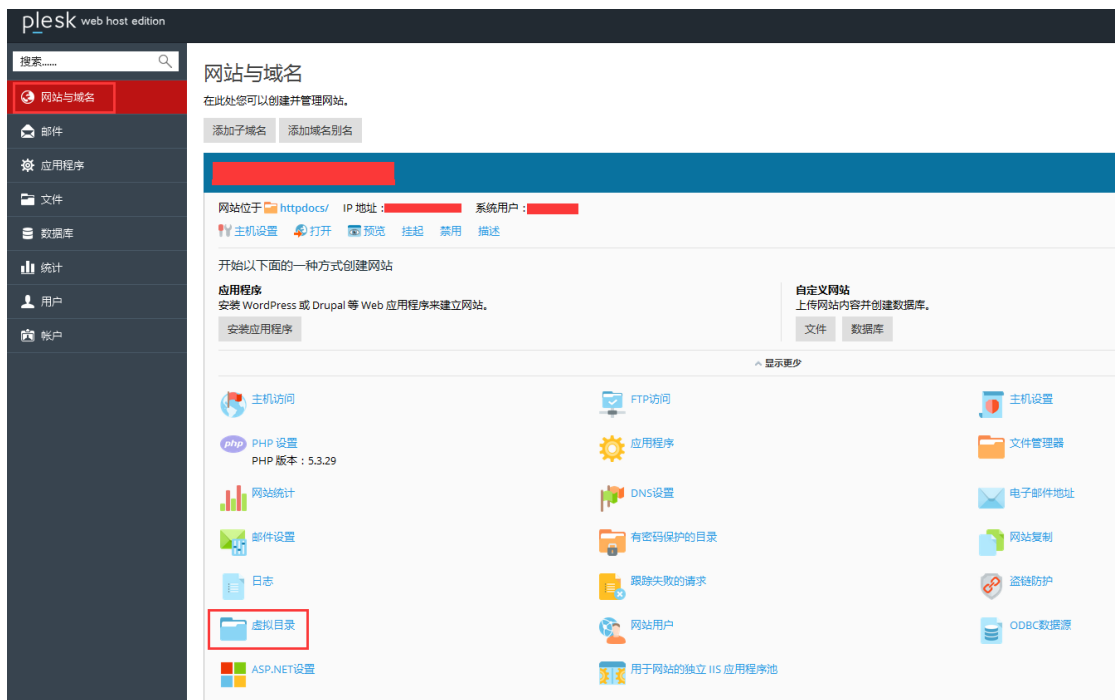 plesk web host edition
搜索......
网站与域名
邮件
应用程序
文件
数据库
统计
用户
帐户
网站与域名
在此处您可以创建并管理网站。
添加子域名 添加域名别名
网站位于 httpdocs/ IP 地址： 系统用户：
主机设置 打开 预览 挂起 禁用 描述
开始以下面的一种方式创建网站
应用程序
安装 WordPress 或 Drupal 等 Web 应用程序来建立网站。
安装应用程序
自定义网站
上传网站内容并创建数据库。
文件 数据库
显示更少
主机访问 FTP访问 主机设置
php PHP 设置 应用程序 文件管理器
PHP 版本：5.3.29
网站统计 DNS设置 电子邮件地址
邮件设置 有密码保护的目录 网站复制
日志 跟踪失败的请求 盗链防护
虚拟目录 网站用户 ODBC数据源
ASP.NET设置 用于网站的独立 IIS 应用程序池